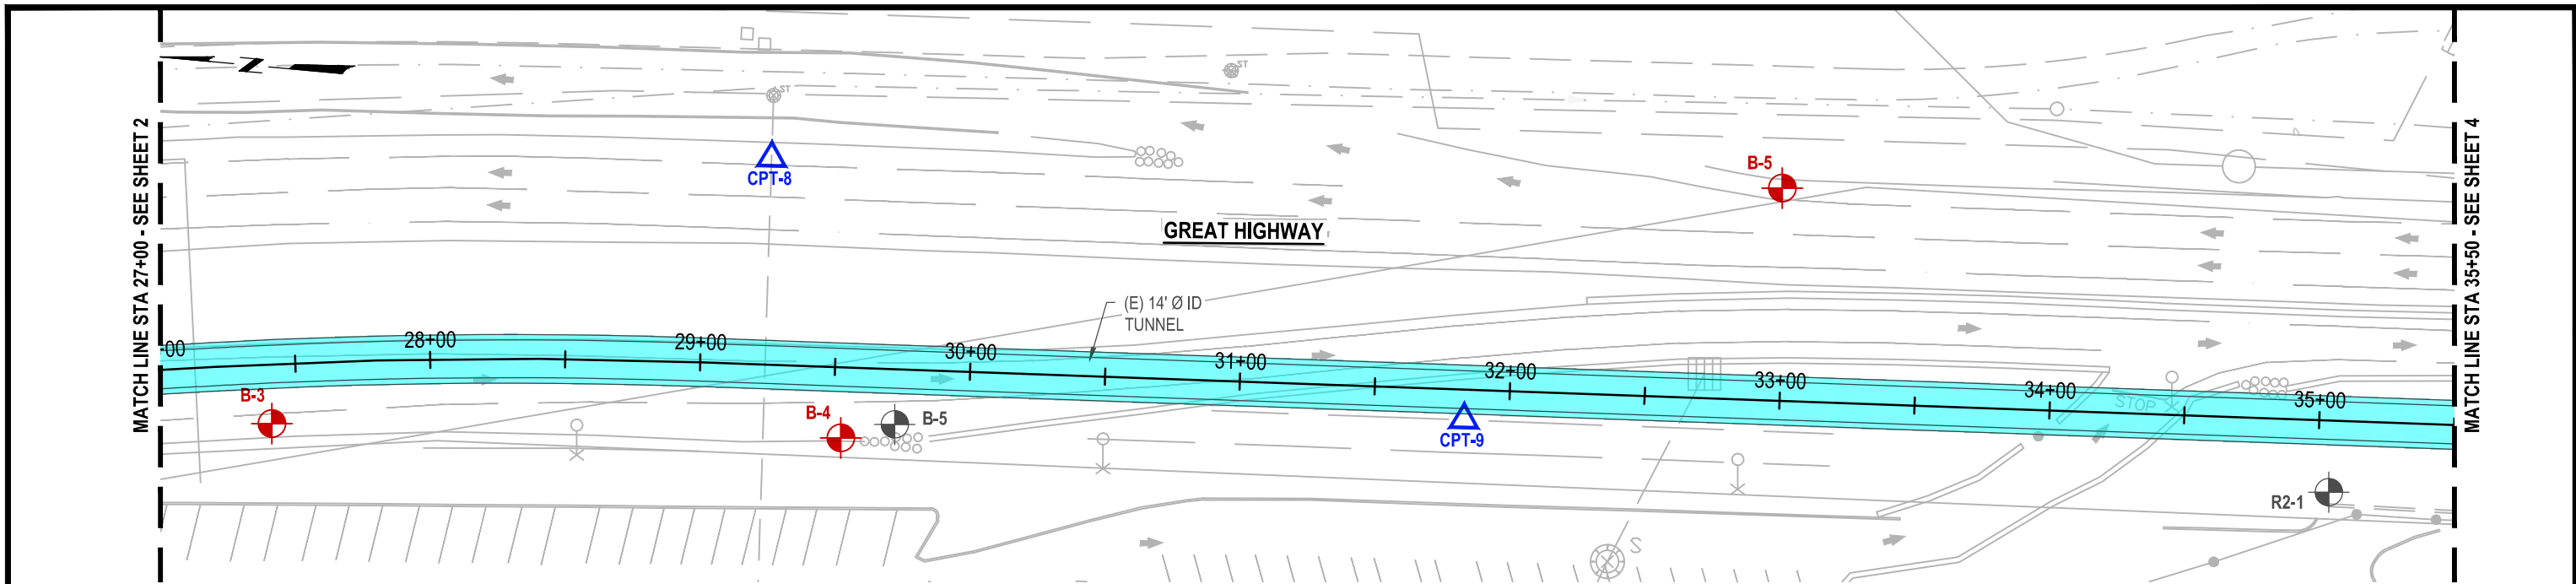 MATCH LINE STA 27+00 - SEE SHEET 2
Z
ST
ST
CPT-8
B-5
GREAT HIGHWAY
(E) 14' Ø ID
TUNNEL
-00
28+00
29+00
30+00
31+00
32+00
33+00
34+00
35+00
STOP
B-3
B-4
B-5
CPT-9
R2-1
S
MATCH LINE STA 35+50 - SEE SHEET 4